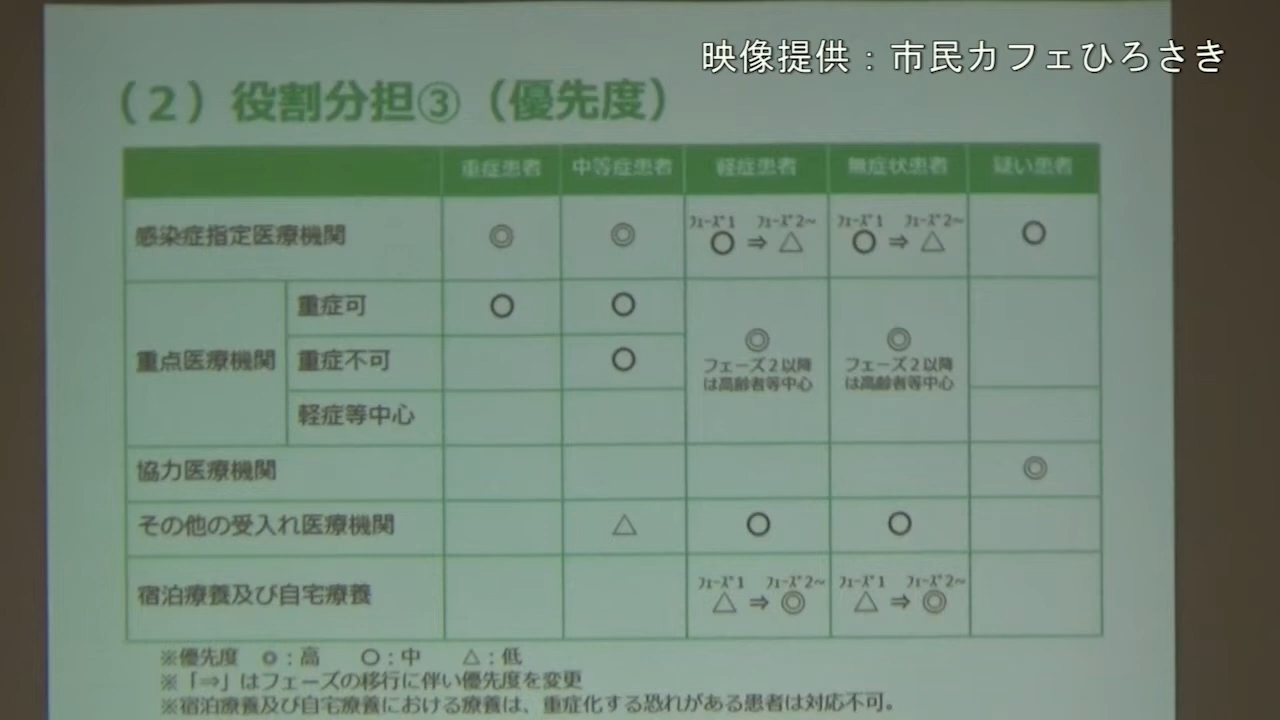 映像提供：市民カフェひろさき
（２）役割分担③（優先度）
重症患者 中等症患者 軽症患者 無症状患者 疑い患者
感染症指定医療機関 ◎ ◎ ﾌｪｰｽﾞ1 ﾌｪｰｽﾞ2～ ﾌｪｰｽﾞ1 ﾌｪｰｽﾞ2～ ○
○ ⇒ △ ○ ⇒ △
重点医療機関
重症可 ○ ○
重症不可 ○
軽症等中心
◎
フェーズ２以降
は高齢者等中心
◎
フェーズ２以降
は高齢者等中心
協力医療機関 ◎
その他の受入れ医療機関 △ ○ ○
宿泊療養及び自宅療養 ﾌｪｰｽﾞ1 ﾌｪｰｽﾞ2～ ﾌｪｰｽﾞ1 ﾌｪｰｽﾞ2～
△ ⇒ ◎ △ ⇒ ◎
※優先度 ◎：高 ○：中 △：低
※「⇒」はフェーズの移行に伴い優先度を変更
※宿泊療養及び自宅療養における療養は、重症化する恐れがある患者は対応不可。